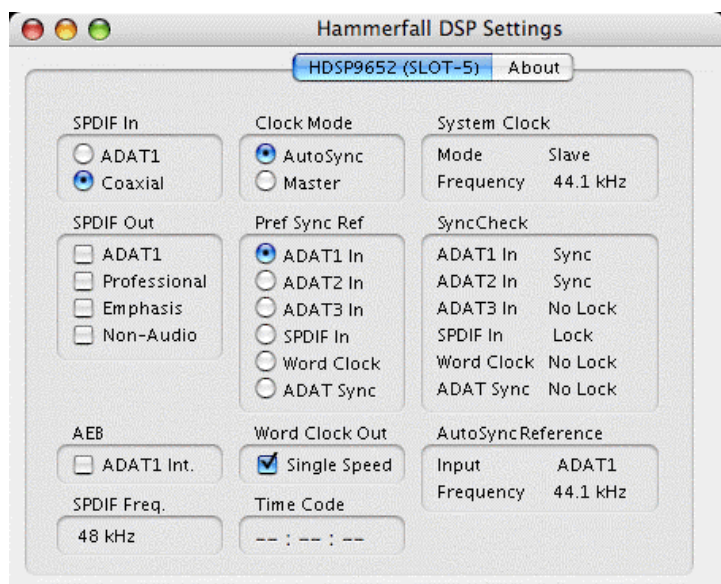 Hammerfall DSP Settings
HDSP9652 (SLOT-5)
About
SPDIF In
ADAT1
Coaxial
Clock Mode
AutoSync
Master
System Clock
Mode Slave
Frequency 44.1 kHz
SPDIF Out
ADAT1
Professional
Emphasis
Non-Audio
Pref Sync Ref
ADAT1 In
ADAT2 In
ADAT3 In
SPDIF In
Word Clock
ADAT Sync
SyncCheck
ADAT1 In Sync
ADAT2 In Sync
ADAT3 In No Lock
SPDIF In Lock
Word Clock No Lock
ADAT Sync No Lock
AEB
ADAT1 Int.
Word Clock Out
Single Speed
AutoSyncReference
Input ADAT1
Frequency 44.1 kHz
SPDIF Freq.
48 kHz
Time Code
-- : -- : --